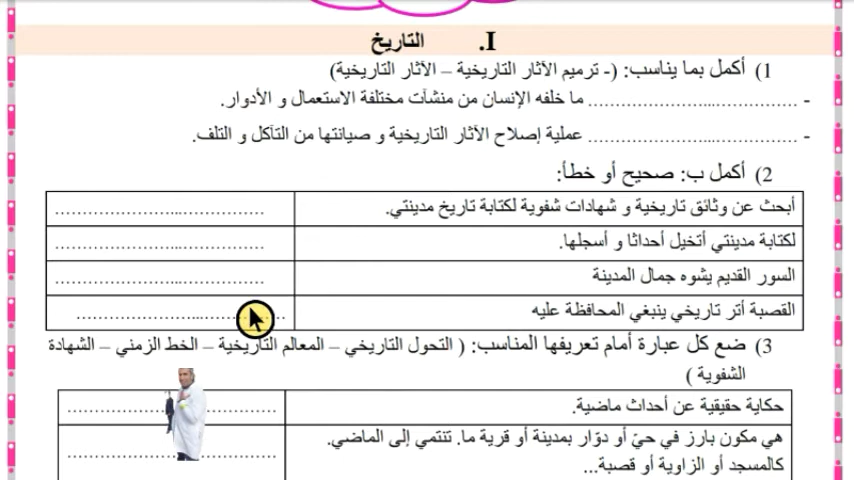 I. التاريخ
1) أكمل بما يناسب: (- ترميم الآثار التاريخية – الآثار التاريخية)
- ........................... ما خلفه الإنسان من منشآت مختلفة الاستعمال و الأدوار.
- ........................... عملية إصلاح الآثار التاريخية و صيانتها من التآكل و التلف.
2) أكمل ب: صحيح أو خطأ:
أبحث عن وثائق تاريخية و شهادات شفوية لكتابة تاريخ مدينتي. ...........................
لكتابة مدينتي أتخيل أحداثا و أسجلها. ...........................
السور القديم يشوه جمال المدينة ...........................
القصبة أثر تاريخي ينبغي المحافظة عليه ...........................
3) ضع كل عبارة أمام تعريفها المناسب: ( التحول التاريخي – المعالم التاريخية – الخط الزمني – الشهادة
الشفوية )
حكاية حقيقية عن أحداث ماضية. ...........................
هي مكون بارز في حيّ أو دوّار بمدينة أو قرية ما. تنتمي إلى الماضي.
كالمسجد أو الزاوية أو قصبة... ...........................